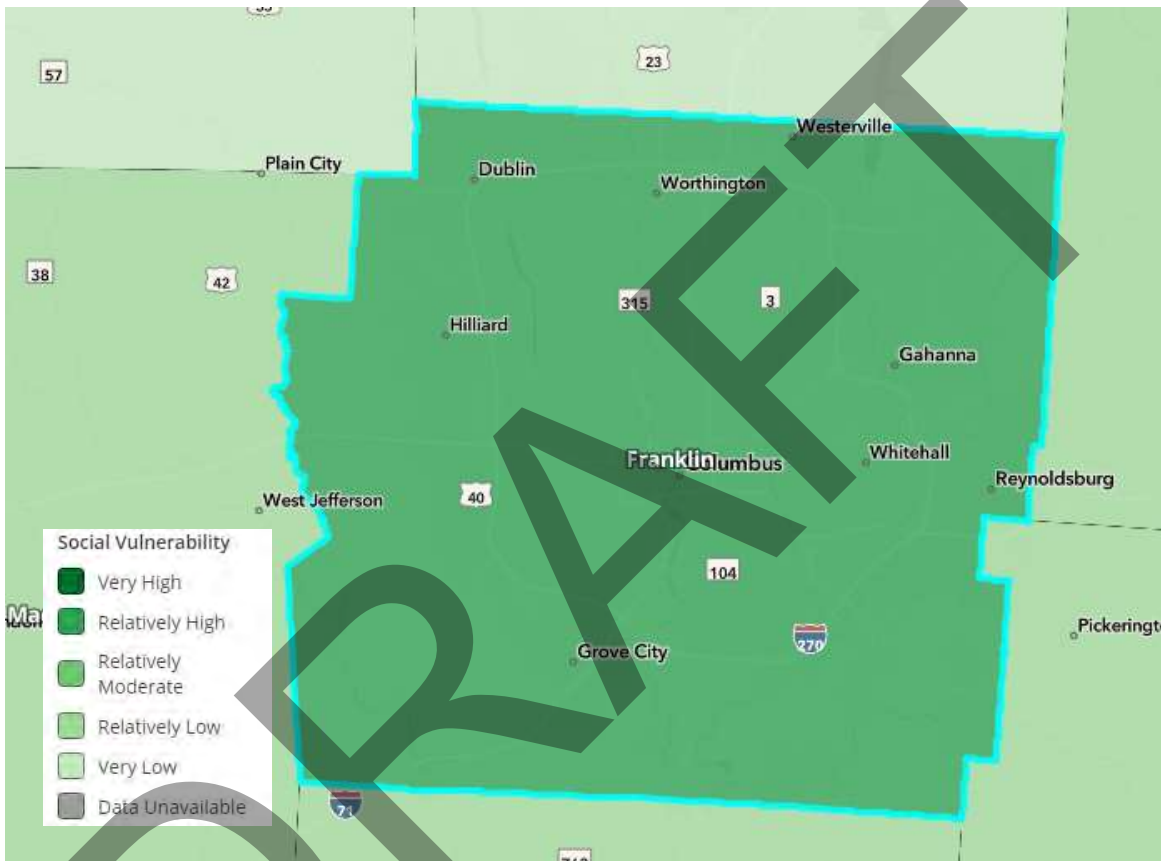 57
23
Westerville
Plain City
Dublin
Worthington
38
42
315
3
Hilliard
Gahanna
Franklin
Columbus
Whitehall
Reynoldsburg
West Jefferson
40
Social Vulnerability
Very High
Relatively High
Relatively
Moderate
Relatively Low
Very Low
Data Unavailable
104
270
Grove City
71
DRAFT